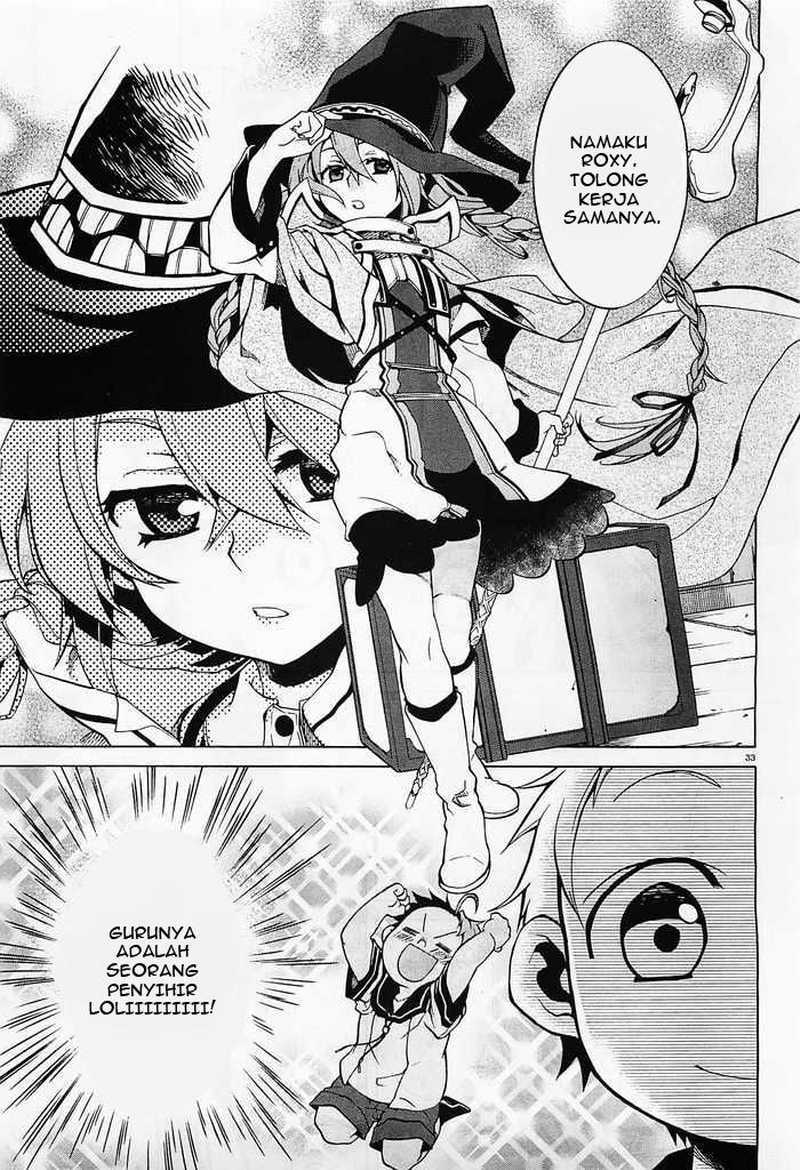 NAMAKU
ROXY.
TOLONG
KERJA
SAMANYA.
33
GURUNYA
ADALAH
SEORANG
PENYIHIR
LOLIIIIIIIII!